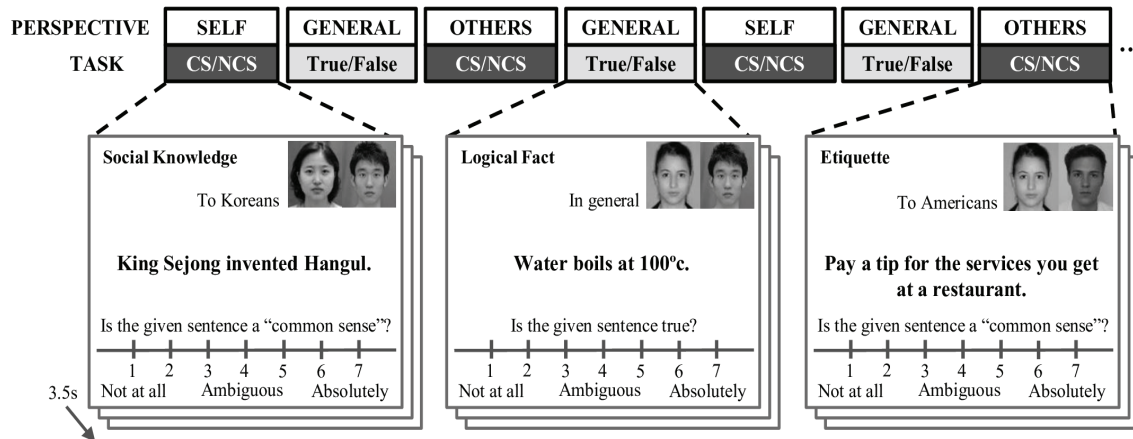 PERSPECTIVE SELF GENERAL OTHERS GENERAL SELF GENERAL OTHERS
TASK CS/NCS True/False CS/NCS True/False CS/NCS True/False CS/NCS ..
Social Knowledge
To Koreans
King Sejong invented Hangul.
Is the given sentence a “common sense”?
1 2 3 4 5 6 7
Not at all Ambiguous Absolutely
Logical Fact
In general
Water boils at 100ºc.
Is the given sentence true?
1 2 3 4 5 6 7
Not at all Ambiguous Absolutely
Etiquette
To Americans
Pay a tip for the services you get
at a restaurant.
Is the given sentence a “common sense”?
1 2 3 4 5 6 7
Not at all Ambiguous Absolutely
3.5s